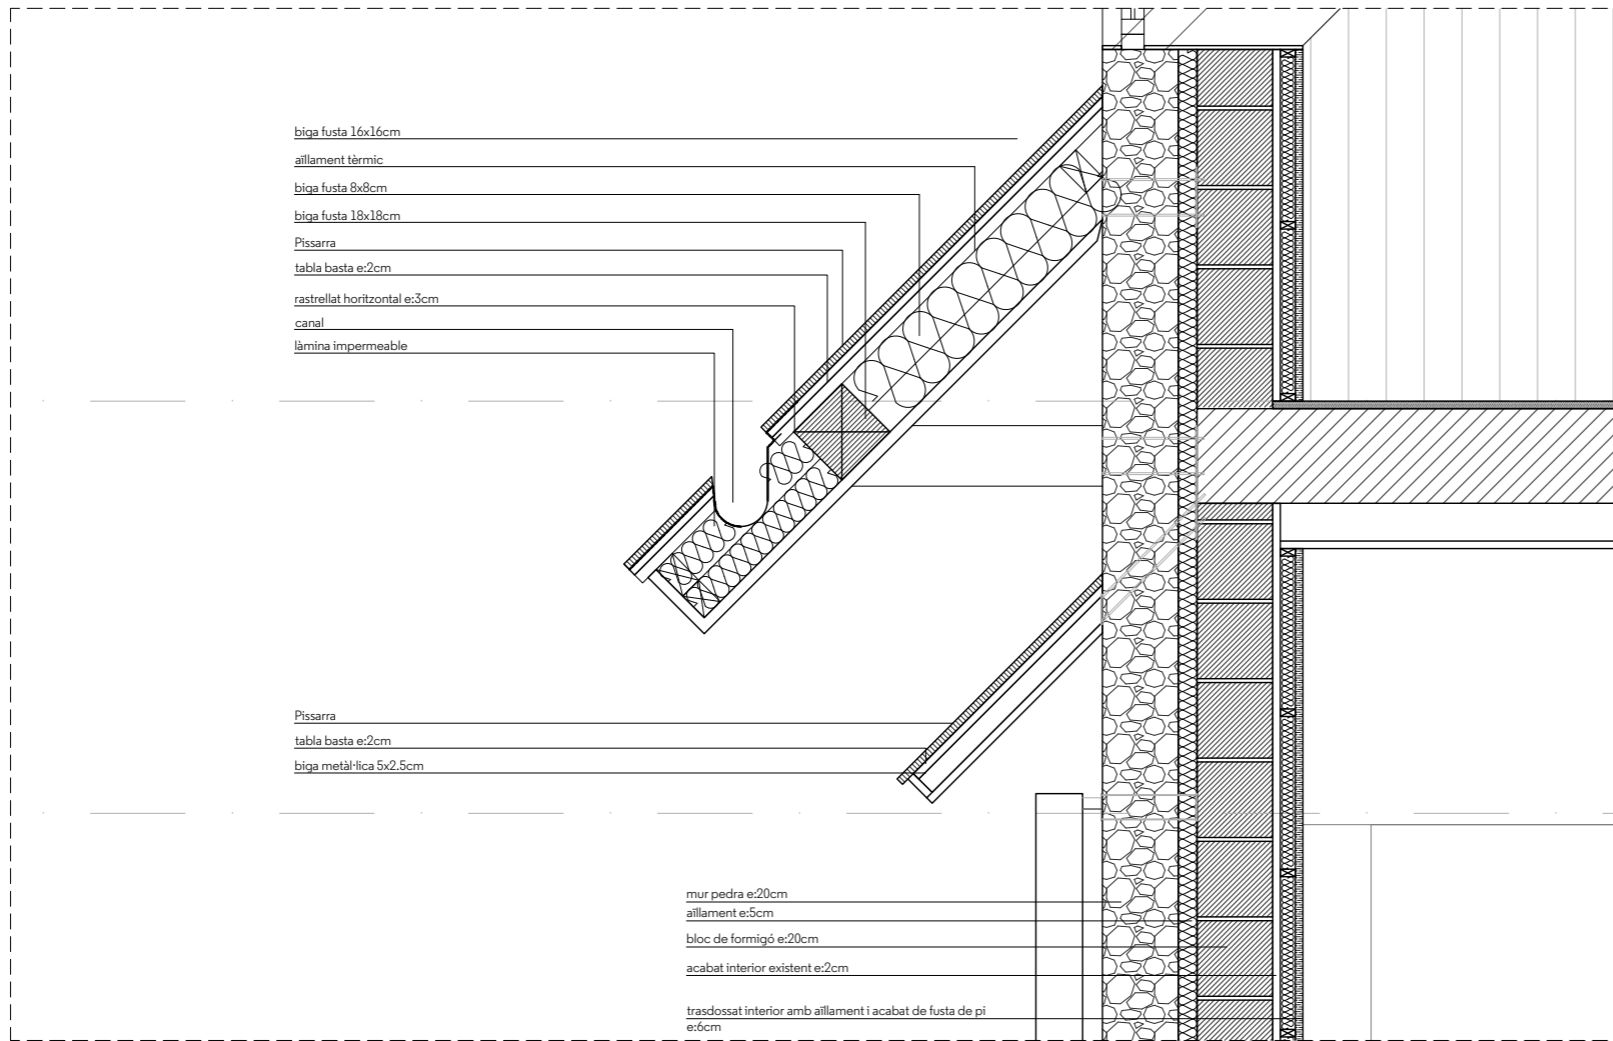 biga fusta 16x16cm
aïllament tèrmic
biga fusta 8x8cm
biga fusta 18x18cm
Pissarra
tabla basta e:2cm
rastrellat horitzontal e:3cm
canal
làmina impermeable
Pissarra
tabla basta e:2cm
biga metàl·lica 5x2.5cm
mur pedra e:20cm
aïllament e:5cm
bloc de formigó e:20cm
acabat interior existent e:2cm
trasdossat interior amb aïllament i acabat de fusta de pi
e:6cm